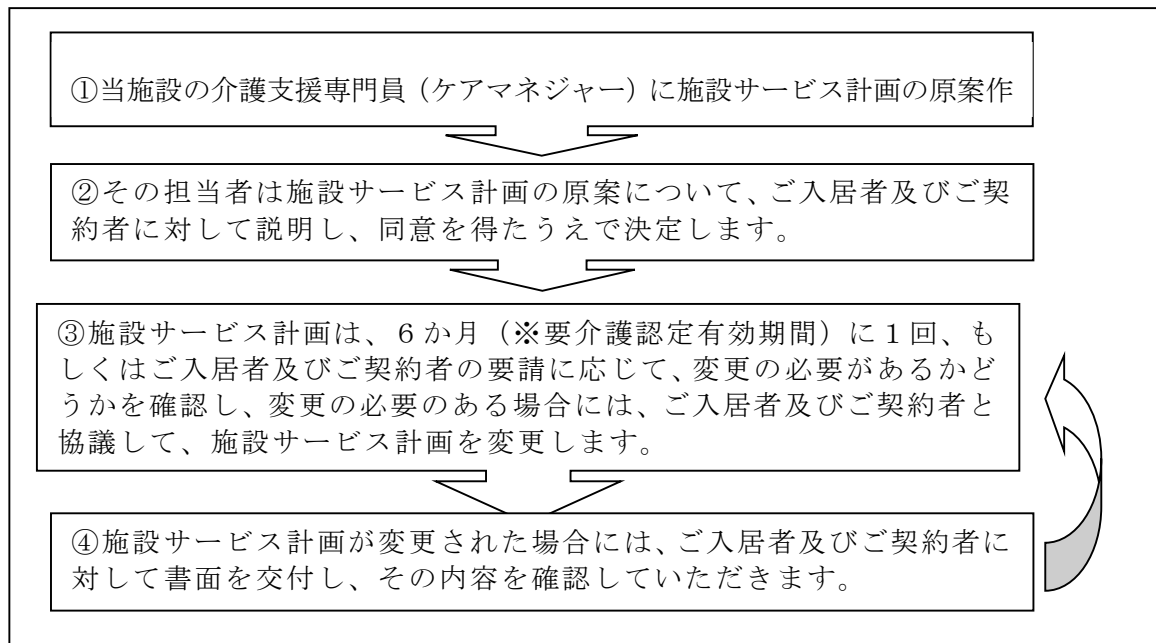 ①当施設の介護支援専門員（ケアマネジャー）に施設サービス計画の原案作
②その担当者は施設サービス計画の原案について、ご入居者及びご契
約者に対して説明し、同意を得たうえで決定します。
③施設サービス計画は、６か月（※要介護認定有効期間）に１回、も
しくはご入居者及びご契約者の要請に応じて、変更の必要があるかど
うかを確認し、変更の必要のある場合には、ご入居者及びご契約者と
協議して、施設サービス計画を変更します。
④施設サービス計画が変更された場合には、ご入居者及びご契約者に
対して書面を交付し、その内容を確認していただきます。